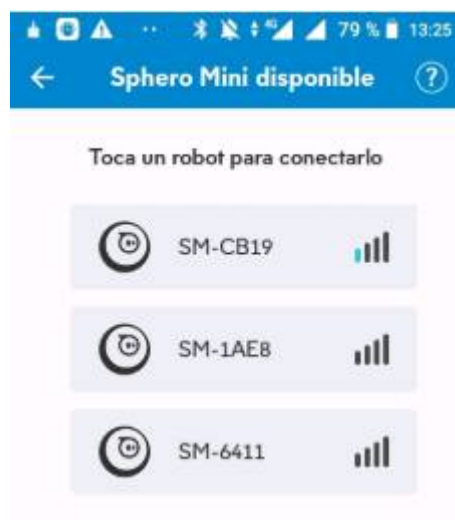 79 % 13:25
Sphero Mini disponible ?
Toca un robot para conectarlo
SM-CB19
SM-1AE8
SM-6411